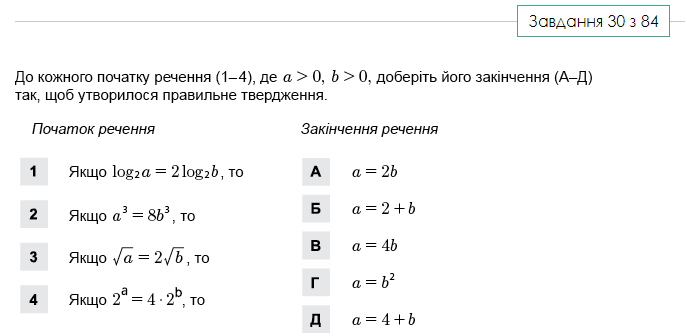 Завдання 30 з 84
До кожного початку речення (1–4), де a > 0, b > 0, доберіть його закінчення (А–Д)
так, щоб утворилося правильне твердження.
Початок речення Закінчення речення
1 Якщо log₂a = 2log₂b, то А a = 2b
2 Якщо a³ = 8b³, то Б a = 2 + b
3 Якщо √a = 2√b, то В a = 4b
4 Якщо 2ᵃ = 4 · 2ᵇ, то Г a = b²
Д a = 4 + b